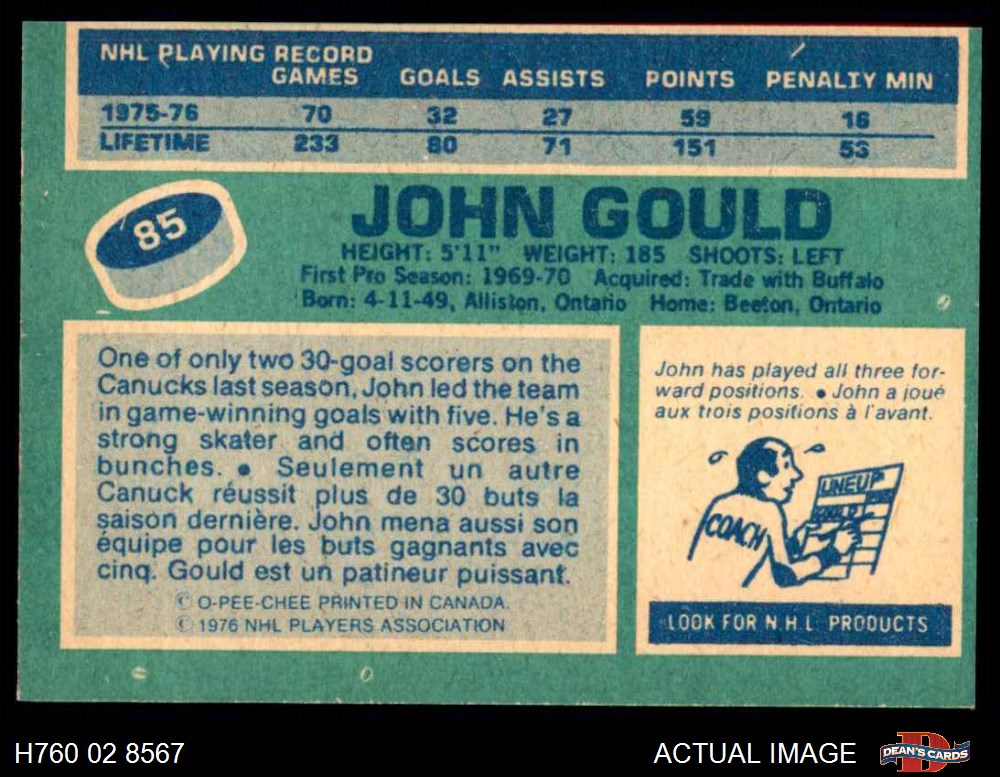 NHL PLAYING RECORD
GAMES GOALS ASSISTS POINTS PENALTY MIN
1975-76 70 32 27 59 16
LIFETIME 233 80 71 151 53
85
JOHN GOULD
HEIGHT: 5'11" WEIGHT: 185 SHOOTS: LEFT
First Pro Season: 1969-70 Acquired: Trade with Buffalo
Born: 4-11-49, Alliston, Ontario Home: Beeton, Ontario
One of only two 30-goal scorers on the
Canucks last season, John led the team
in game-winning goals with five. He's a
strong skater and often scores in
bunches. • Seulement un autre
Canuck réussit plus de 30 buts la
saison dernière. John mena aussi son
équipe pour les buts gagnants avec
cinq. Gould est un patineur puissant.
© O-PEE-CHEE PRINTED IN CANADA.
© 1976 NHL PLAYERS ASSOCIATION
John has played all three for-
ward positions. • John a joué
aux trois positions à l'avant.
LINEUP
GOULD
COACH
LOOK FOR N H L PRODUCTS
H760 02 8567
ACTUAL IMAGE
DEAN'S CARDS